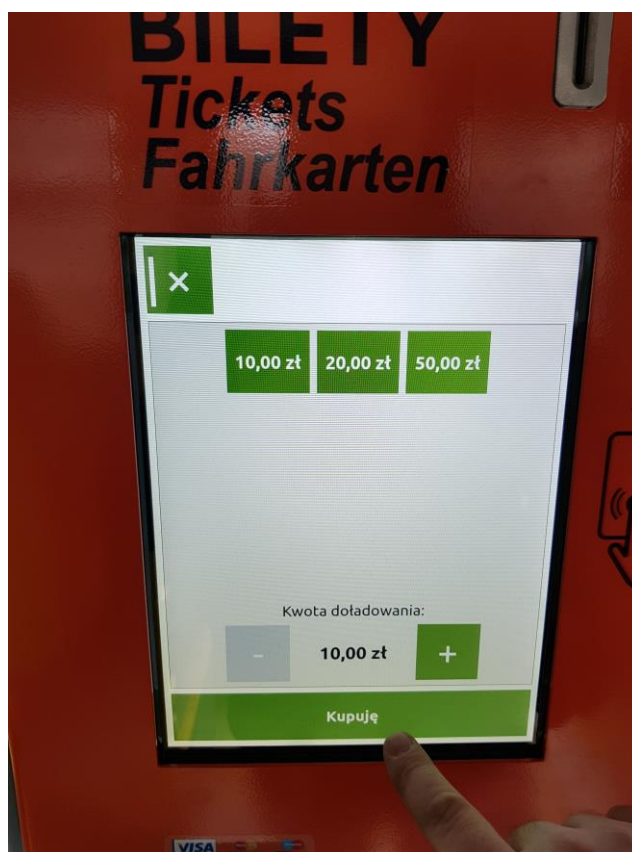 BILETY
Tickets
Fahrkarten
×
10,00 zł 20,00 zł 50,00 zł
Kwota doładowania:
- 10,00 zł +
Kupuję
VISA